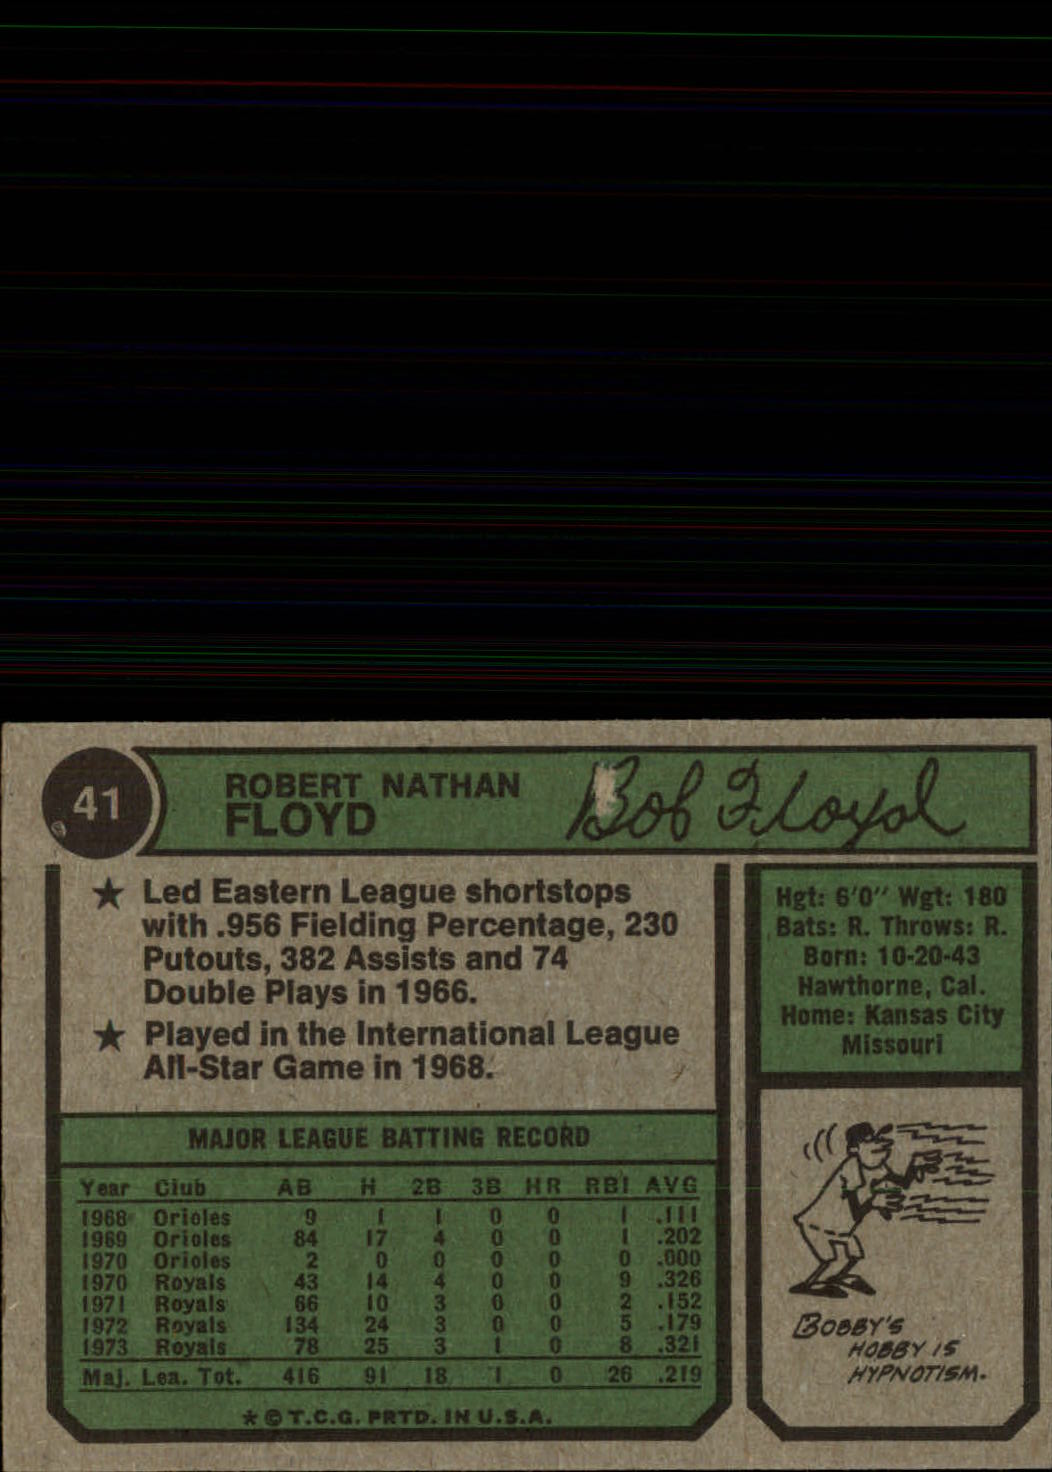 41
ROBERT NATHAN
FLOYD
Bob Floyd
★ Led Eastern League shortstops
with .956 Fielding Percentage, 230
Putouts, 382 Assists and 74
Double Plays in 1966.
★ Played in the International League
All-Star Game in 1968.
Hgt: 6'0" Wgt: 180
Bats: R. Throws: R.
Born: 10-20-43
Hawthorne, Cal.
Home: Kansas City
Missouri
MAJOR LEAGUE BATTING RECORD
Year Club AB H 2B 3B HR RBI AVG
1968 Orioles 9 1 1 0 0 1 .111
1969 Orioles 84 17 4 0 0 1 .202
1970 Orioles 2 0 0 0 0 0 .000
1970 Royals 43 14 4 0 0 9 .326
1971 Royals 66 10 3 0 0 2 .152
1972 Royals 134 24 3 0 0 5 .179
1973 Royals 78 25 3 1 0 8 .321
Maj. Lea. Tot. 416 91 18 1 0 26 .219
* © T.C.G. PRTD. IN U.S.A.
BOBBY'S
HOBBY IS
HYPNOTISM.